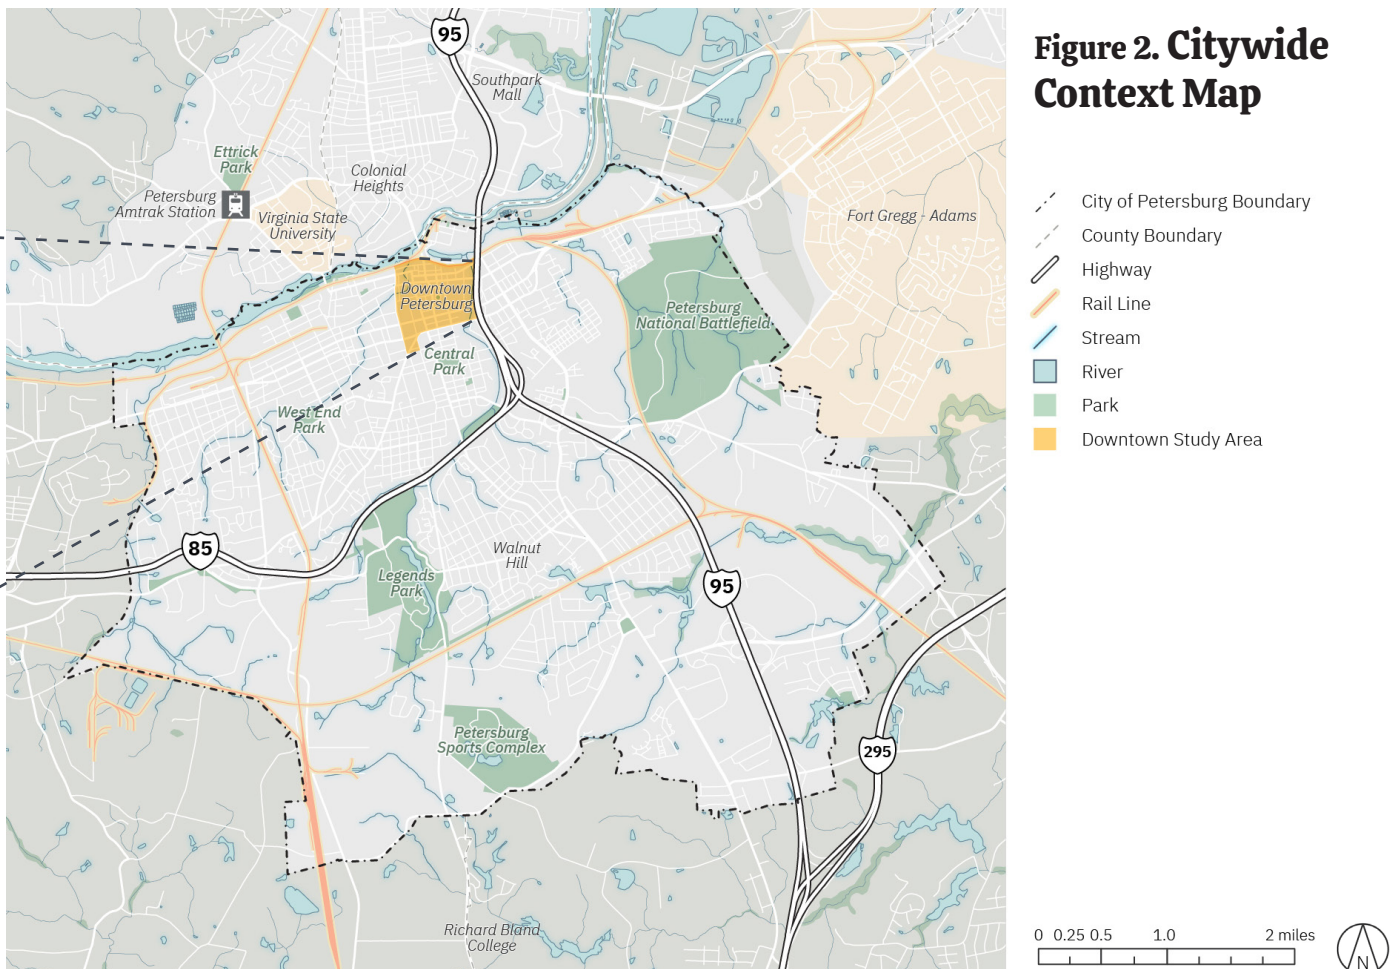 Figure 2. Citywide
Context Map
City of Petersburg Boundary
County Boundary
Highway
Rail Line
Stream
River
Park
Downtown Study Area
0 0.25 0.5 1.0 2 miles
N
95
Southpark
Mall
Ettrick
Park
Colonial
Heights
Petersburg
Amtrak Station
Virginia State
University
Fort Gregg - Adams
Downtown
Petersburg
Petersburg
National Battlefield
Central
Park
West End
Park
85
Walnut
Hill
Legends
Park
95
Petersburg
Sports Complex
295
Richard Bland
College